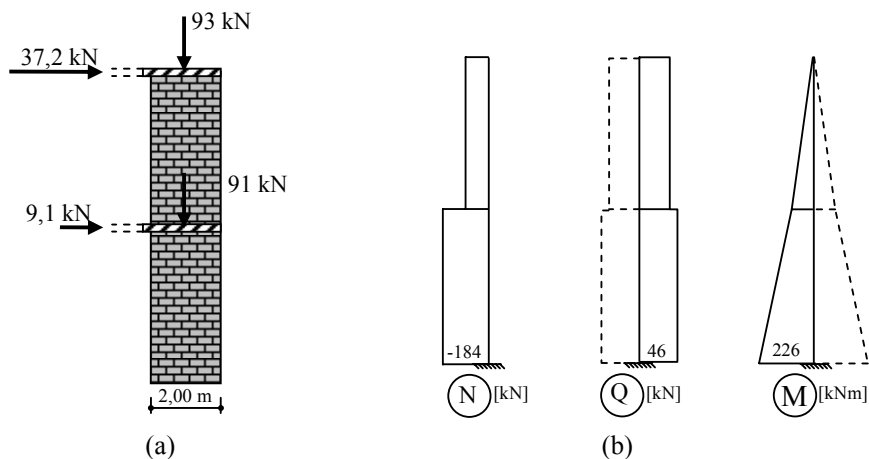 93 kN
37,2 kN
91 kN
9,1 kN
2,00 m
(a)
-184
N [kN]
46
Q [kN]
226
M [kNm]
(b)